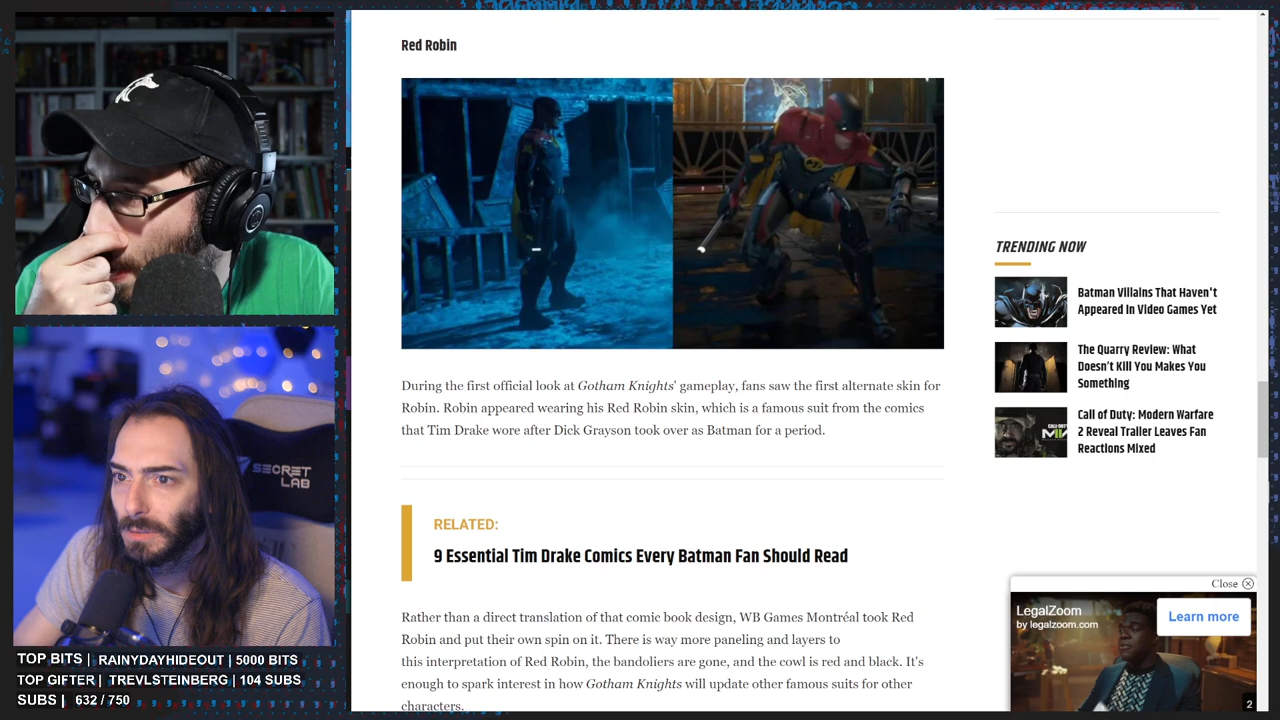 Red Robin
During the first official look at Gotham Knights' gameplay, fans saw the first alternate skin for
Robin. Robin appeared wearing his Red Robin skin, which is a famous suit from the comics
that Tim Drake wore after Dick Grayson took over as Batman for a period.
RELATED:
9 Essential Tim Drake Comics Every Batman Fan Should Read
Rather than a direct translation of that comic book design, WB Games Montréal took Red
Robin and put their own spin on it. There is way more paneling and layers to
this interpretation of Red Robin, the bandoliers are gone, and the cowl is red and black. It's
enough to spark interest in how Gotham Knights will update other famous suits for other
characters.
TRENDING NOW
Batman Villains That Haven't
Appeared In Video Games Yet
The Quarry Review: What
Doesn't Kill You Makes You
Something
Call of Duty: Modern Warfare
2 Reveal Trailer Leaves Fan
Reactions Mixed
Close
LegalZoom
by legalzoom.com
Learn more
2
SECRET
LAB
TOP BITS | RAINYDAYHIDEOUT | 5000 BITS
TOP GIFTER | TREVLSTEINBERG | 104 SUBS
SUBS | 632 / 750